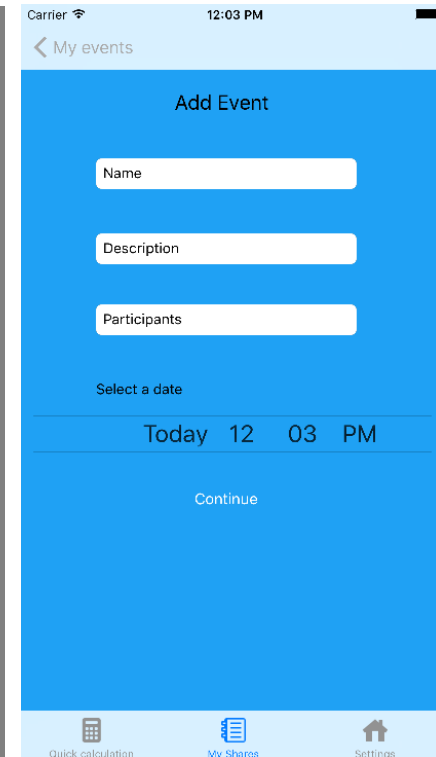 Carrier 12:03 PM
My events
Add Event
Name
Description
Participants
Select a date
Today 12 03 PM
Continue
Quick calculation My Shares Settings